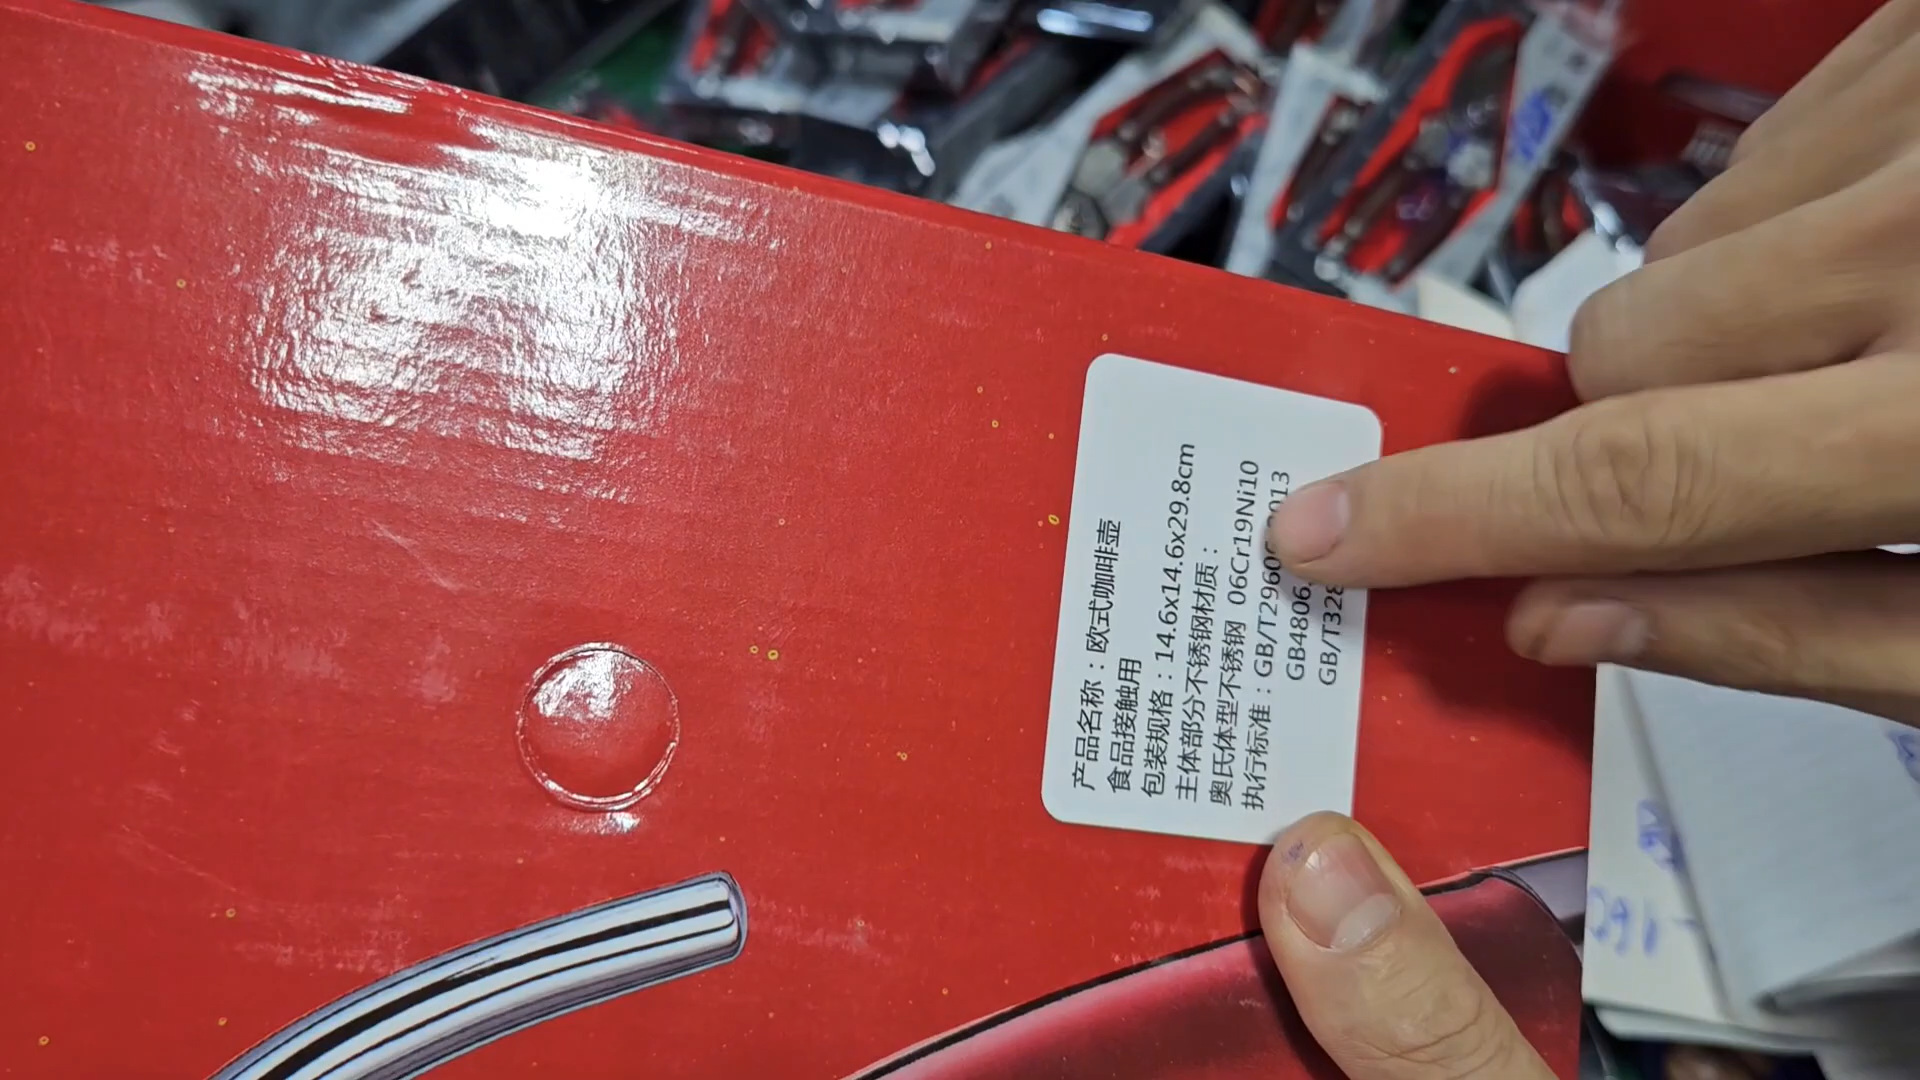 产品名称：欧式咖啡壶
食品接触用
包装规格：14.6x14.6x29.8cm
主体部分不锈钢材质：
奥氏体型不锈钢 06Cr19Ni10
执行标准：GB/T2960 013
GB4806.
GB/T328